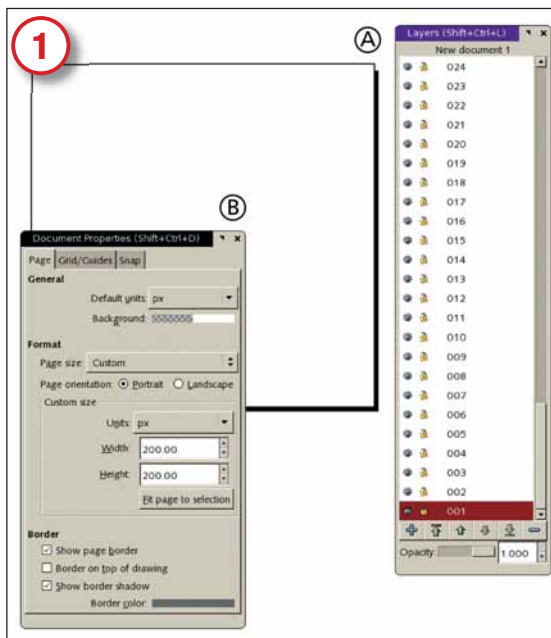 1
A
Layers (Shift+Ctrl+L)
New document 1
024
023
022
021
020
019
018
017
016
015
014
013
012
011
010
009
008
007
006
005
004
003
002
001
Opacity: 1.000
B
Document Properties (Shift+Ctrl+D)
Page Grid/Guides Snap
General
Default units: px
Background:
Format
Page size: Custom
Page orientation: Portrait Landscape
Custom size
Units: px
Width: 200.00
Height: 200.00
Fit page to selection
Border
Show page border
Border on top of drawing
Show border shadow
Border color: